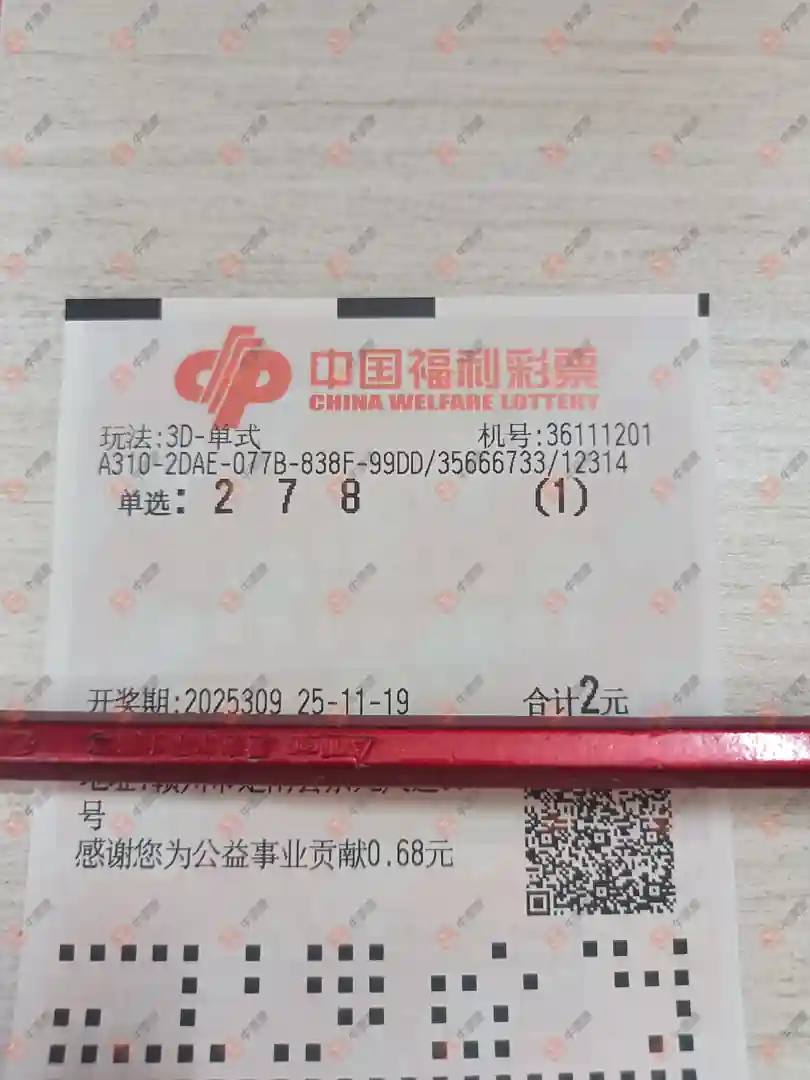 中国福利彩票
CHINA WELFARE LOTTERY
玩法:3D-单式 机号:36111201
A310-2DAE-077B-838F-99DD/35666733/12314
单选: 2 7 8 (1)
开奖期:2025309 25-11-19 合计2元
号
感谢您为公益事业贡献0.68元